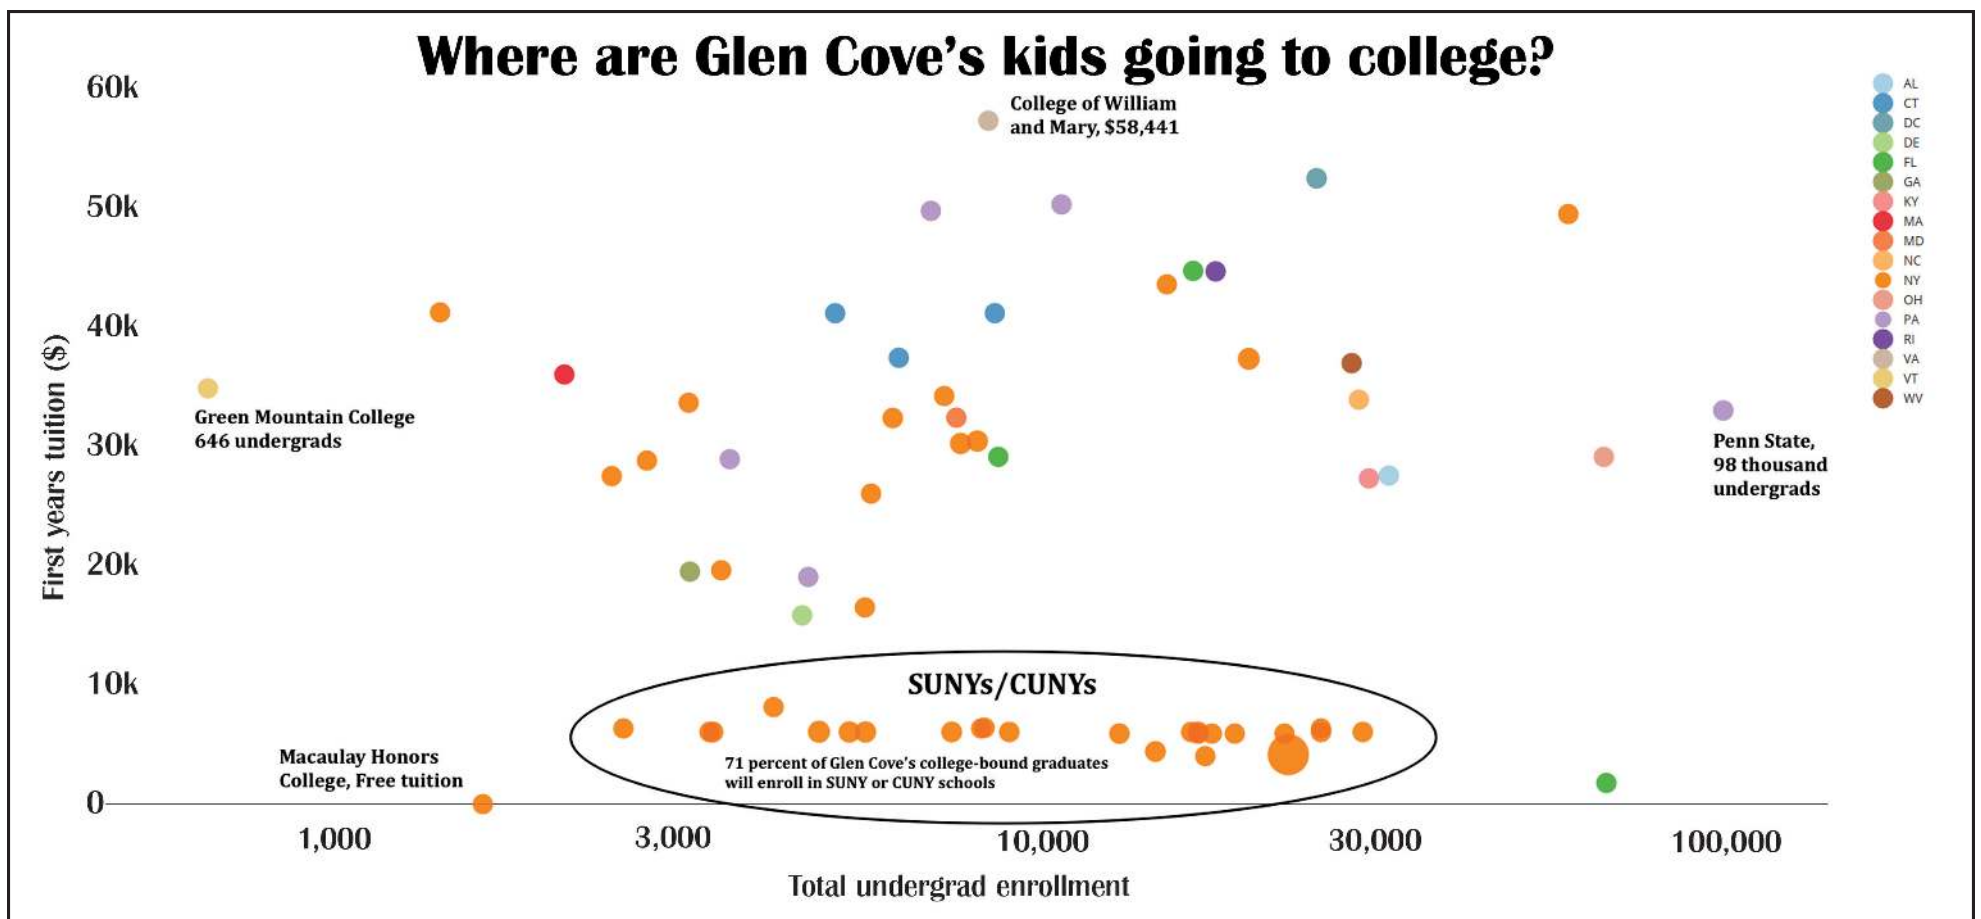 Where are Glen Cove's kids going to college?
60k
50k
40k
30k
20k
10k
0
First years tuition ($)
College of William
and Mary, $58,441
Green Mountain College
646 undergrads
Penn State,
98 thousand
undergrads
SUNYs/CUNYs
71 percent of Glen Cove's college-bound graduates
will enroll in SUNY or CUNY schools
Macaulay Honors
College, Free tuition
1,000
3,000
10,000
30,000
100,000
Total undergrad enrollment
AL
CT
DC
DE
FL
GA
KY
MA
MD
NC
NY
OH
PA
RI
VA
VT
WV